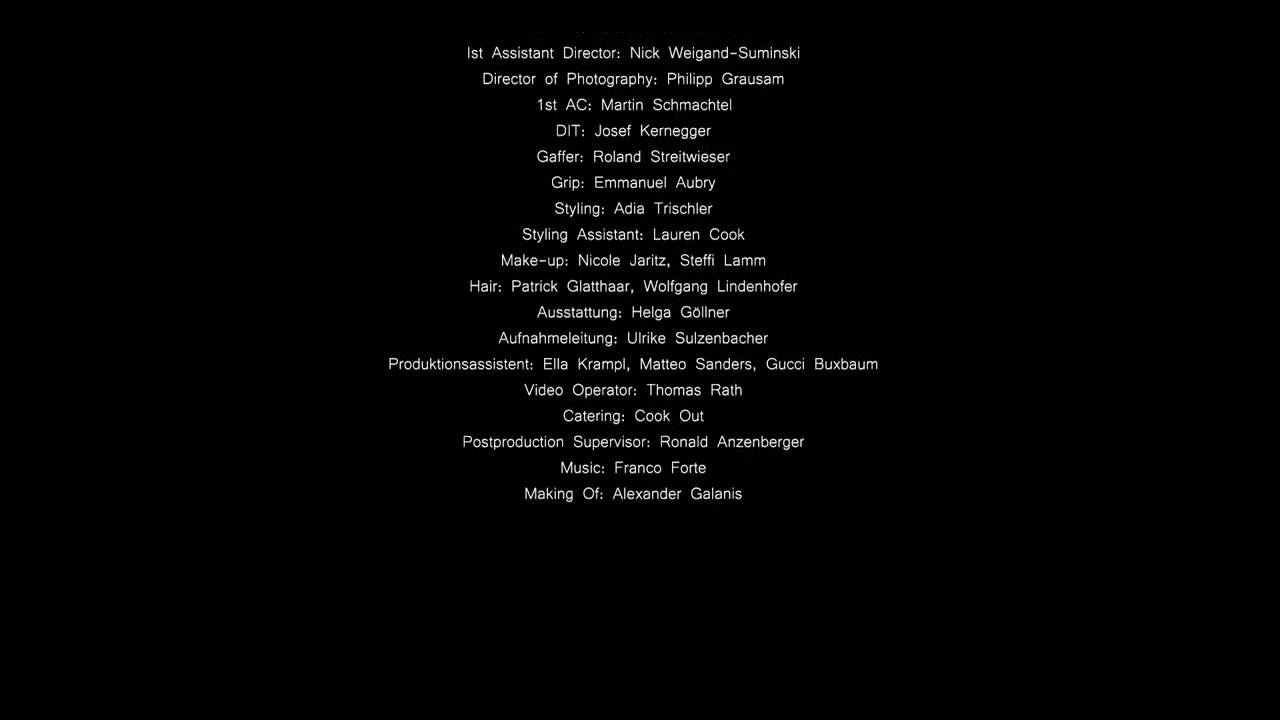 Ist Assistant Director: Nick Weigand-Suminski
Director of Photography: Philipp Grausam
1st AC: Martin Schmachtel
DIT: Josef Kernegger
Gaffer: Roland Streitwieser
Grip: Emmanuel Aubry
Styling: Adia Trischler
Styling Assistant: Lauren Cook
Make-up: Nicole Jaritz, Steffi Lamm
Hair: Patrick Glatthaar, Wolfgang Lindenhofer
Ausstattung: Helga Göllner
Aufnahmeleitung: Ulrike Sulzenbacher
Produktionsassistent: Ella Krampl, Matteo Sanders, Gucci Buxbaum
Video Operator: Thomas Rath
Catering: Cook Out
Postproduction Supervisor: Ronald Anzenberger
Music: Franco Forte
Making Of: Alexander Galanis